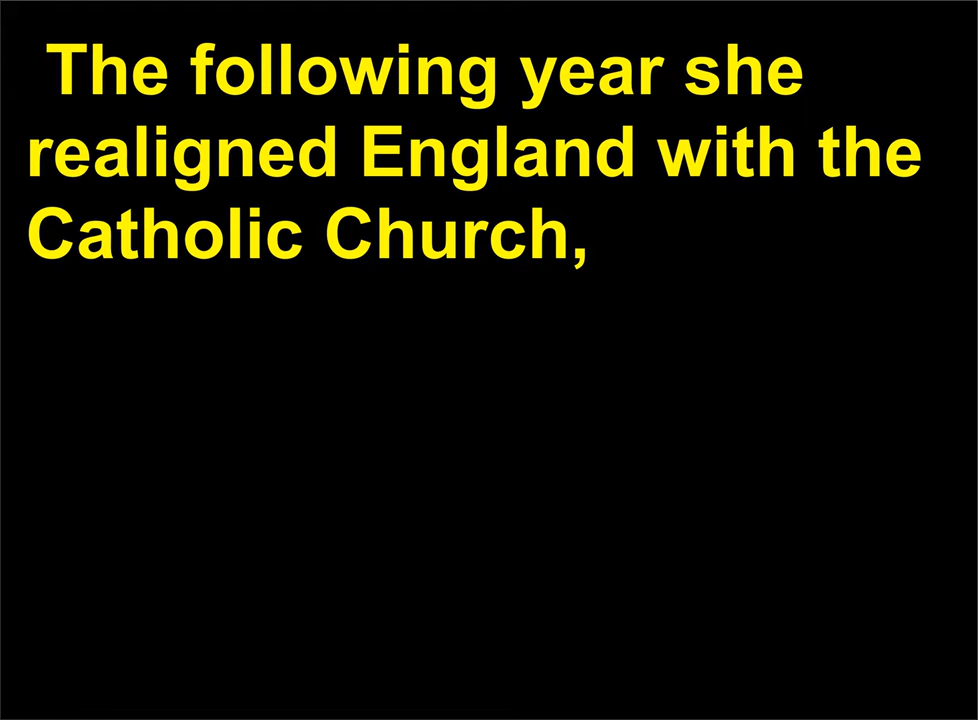 The following year she
realigned England with the
Catholic Church,